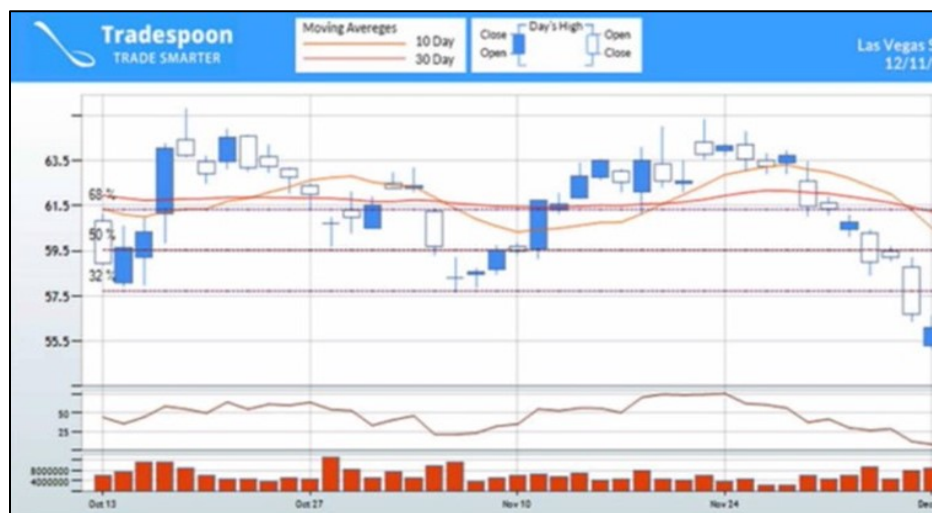 Tradespoon
TRADE SMARTER
Moving Avereges
10 Day
30 Day
Day's High
Close
Open
Open
Close
Las Vegas S
12/11/
63.5
68 %
61.5
50 %
59.5
32 %
57.5
55.5
50
25
8000000
4000000
Oct 13
Oct 27
Nov 10
Nov 24
Dec